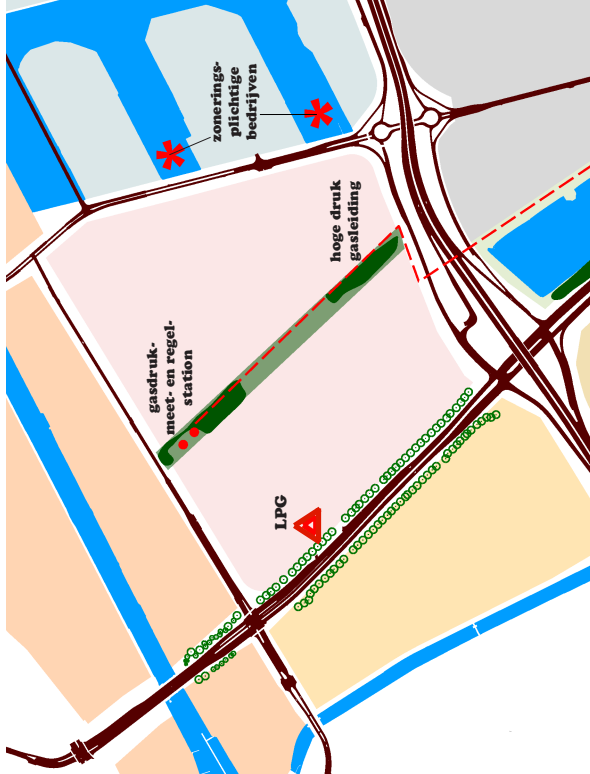 zonerings-
plichtige
bedrijven
hoge druk
gasleiding
gasdruk-
meet- en regel-
station
LPG